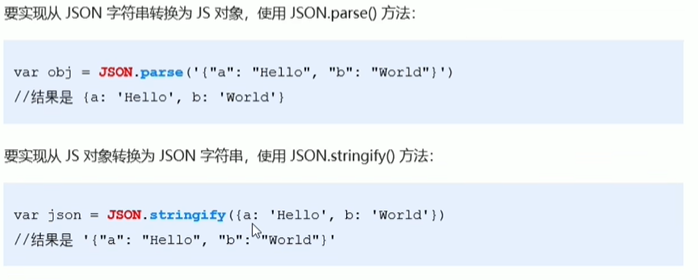 要实现从 JSON 字符串转换为 JS 对象，使用 JSON.parse() 方法：
var obj = JSON.parse('{"a": "Hello", "b": "World"}')
//结果是 {a: 'Hello', b: 'World'}
要实现从 JS 对象转换为 JSON 字符串，使用 JSON.stringify() 方法：
var json = JSON.stringify({a: 'Hello', b: 'World'})
//结果是 '{"a": "Hello", "b": "World"}'